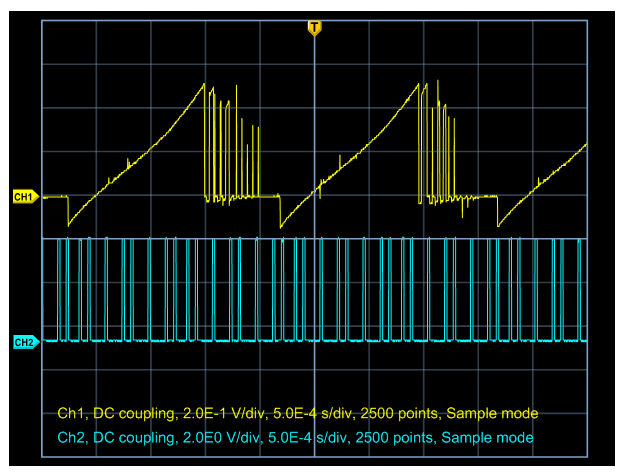 T
CH1
CH2
Ch1, DC coupling, 2.0E-1 V/div, 5.0E-4 s/div, 2500 points, Sample mode
Ch2, DC coupling, 2.0E0 V/div, 5.0E-4 s/div, 2500 points, Sample mode